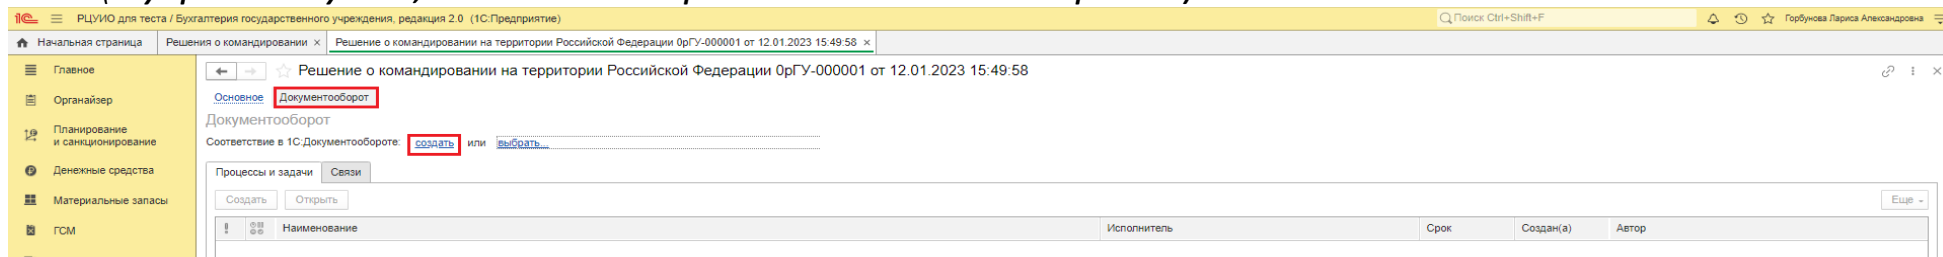 РЦУИО для теста / Бухгалтерия государственного учреждения, редакция 2.0 (1С:Предприятие)
Поиск Ctrl+Shift+F
Горбунова Лариса Александровна
Начальная страница
Решения о командировании ×
Решение о командировании на территории Российской Федерации 0рГУ-000001 от 12.01.2023 15:49:58 ×
Главное
Решение о командировании на территории Российской Федерации 0рГУ-000001 от 12.01.2023 15:49:58
Органайзер
Основное Документооборот
Документооборот
Планирование
и санкционирование
Соответствие в 1С:Документообороте: создать или выбрать...
Денежные средства
Процессы и задачи Связи
Материальные запасы
Создать Открыть
Еще
ГСМ
Наименование Исполнитель Срок Создан(а) Автор